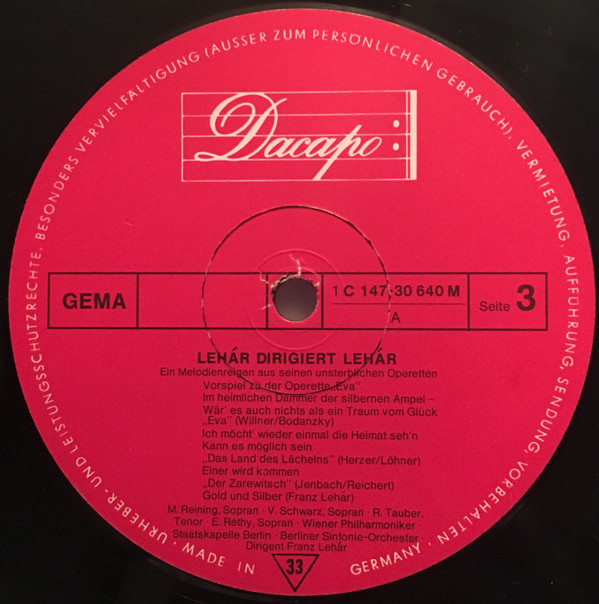 URHEBER- UND LEISTUNGSSCHUTZRECHTE, BESONDERS VERVIELFÄLTIGUNG (AUSSER ZUM PERSÖNLICHEN GEBRAUCH), VERMIETUNG, AUFFÜHRUNG, SENDUNG, VORBEHALTEN · MADE IN GERMANY ·
Dacapo
GEMA
1 C 147-30 640 M
A
Seite 3
LEHÁR DIRIGIERT LEHÁR
Ein Melodienreigen aus seinen unsterblichen Operetten
Vorspiel za der Operette „Eva"
Im heimlichen Dammer der silbernen Ampel -
Wär' es auch nichts als ein Traum vom Glück
„Eva" (Willner/Bodanzky)
Ich möcht' wieder einmal die Heimat seh'n
Kann es möglich sein
„Das Land des Lächelns" (Herzer/Löhner)
Einer wird kommen
„Der Zarewitsch" (Jenbach/Reichert)
Gold und Silber (Franz Lehár)
M. Reining, Sopran · V. Schwarz, Sopran · R. Tauber,
Tenor · E. Réthy, Sopran · Wiener Philharmoniker ·
Staatskapelle Berlin · Berliner Sinfonie-Orchester
Dirigent Franz Lehár
33